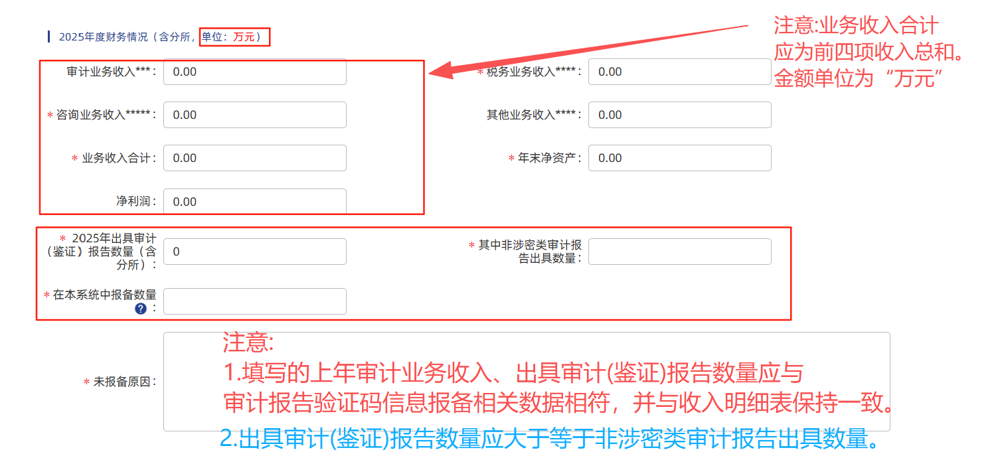 2025年度财务情况（含分所，单位：万元）
注意:业务收入合计
应为前四项收入总和。
金额单位为“万元”
审计业务收入***： 0.00
* 税务业务收入****： 0.00
* 咨询业务收入*****： 0.00
其他业务收入****： 0.00
* 业务收入合计： 0.00
* 年末净资产： 0.00
净利润： 0.00
* 2025年出具审计
（鉴证）报告数量（含
分所）： 0
* 其中非涉密类审计报
告出具数量：
* 在本系统中报备数量
?：
* 未报备原因：
注意:
1.填写的上年审计业务收入、出具审计(鉴证)报告数量应与
审计报告验证码信息报备相关数据相符，并与收入明细表保持一致。
2.出具审计(鉴证)报告数量应大于等于非涉密类审计报告出具数量。